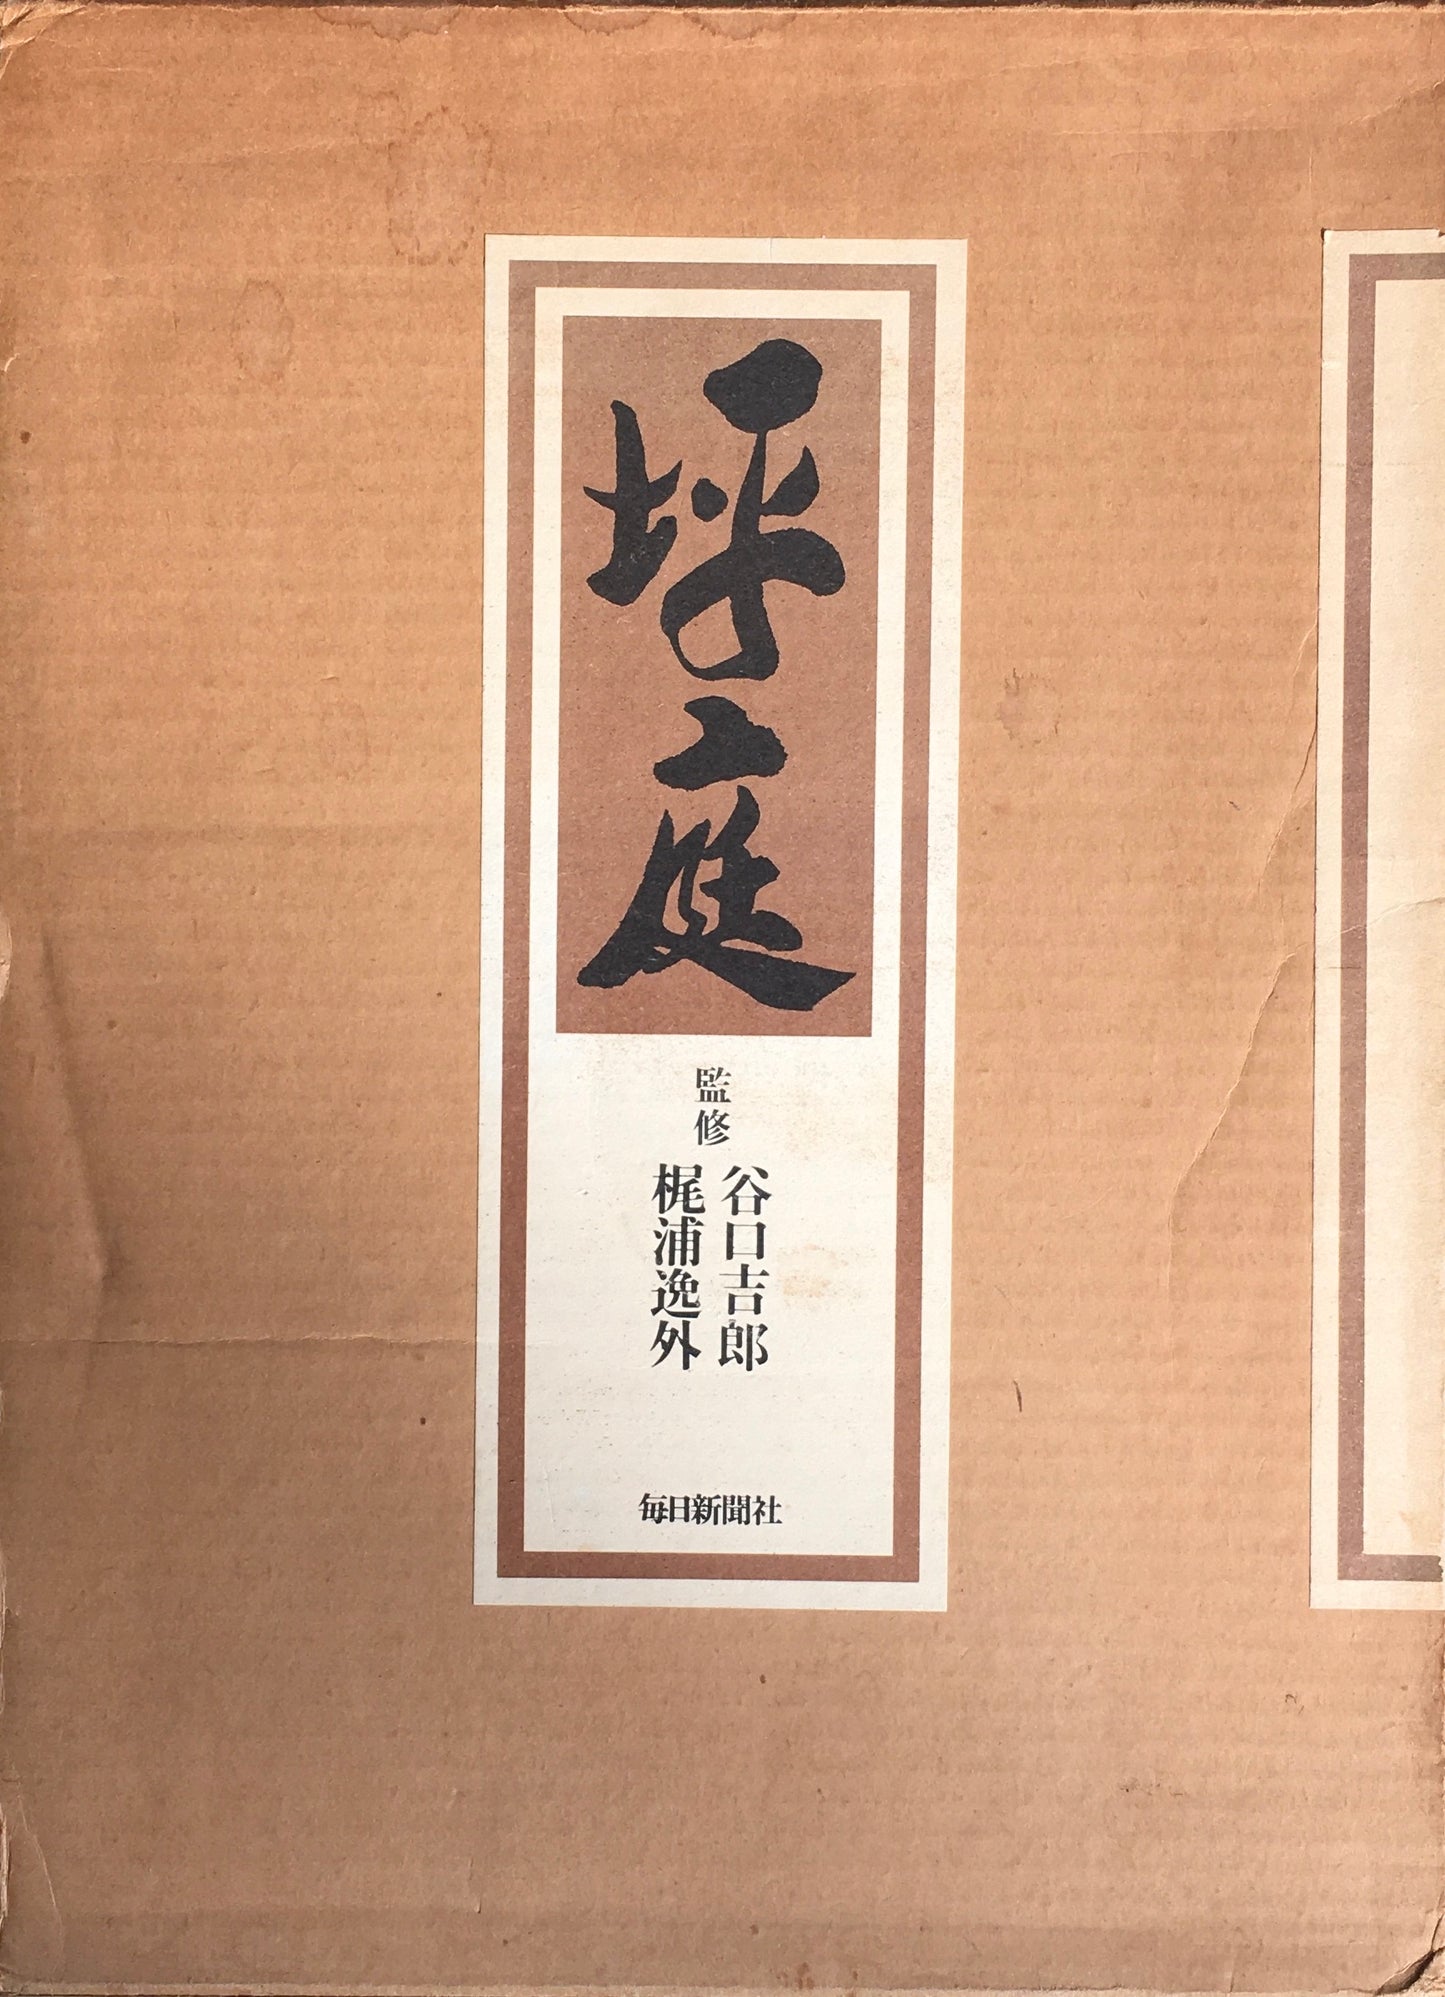 坪庭
監修
谷口吉郎
梶浦逸外
毎日新聞社